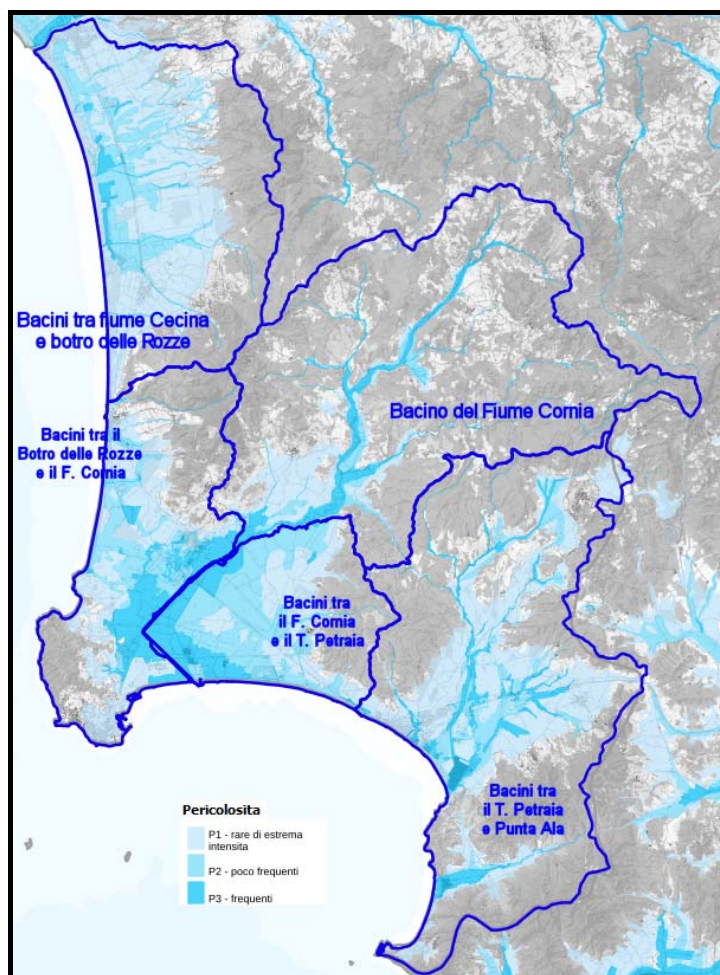 Bacini tra fiume Cecina
e botro delle Rozze
Bacini tra il
Botro delle Rozze
e il F. Cornia
Bacino del Fiume Cornia
Bacini tra
il F. Cornia
e il T. Petraia
Bacini tra
il T. Petraia
e Punta Ala
Pericolosita
P1 - rare di estrema
intensita
P2 - poco frequenti
P3 - frequenti